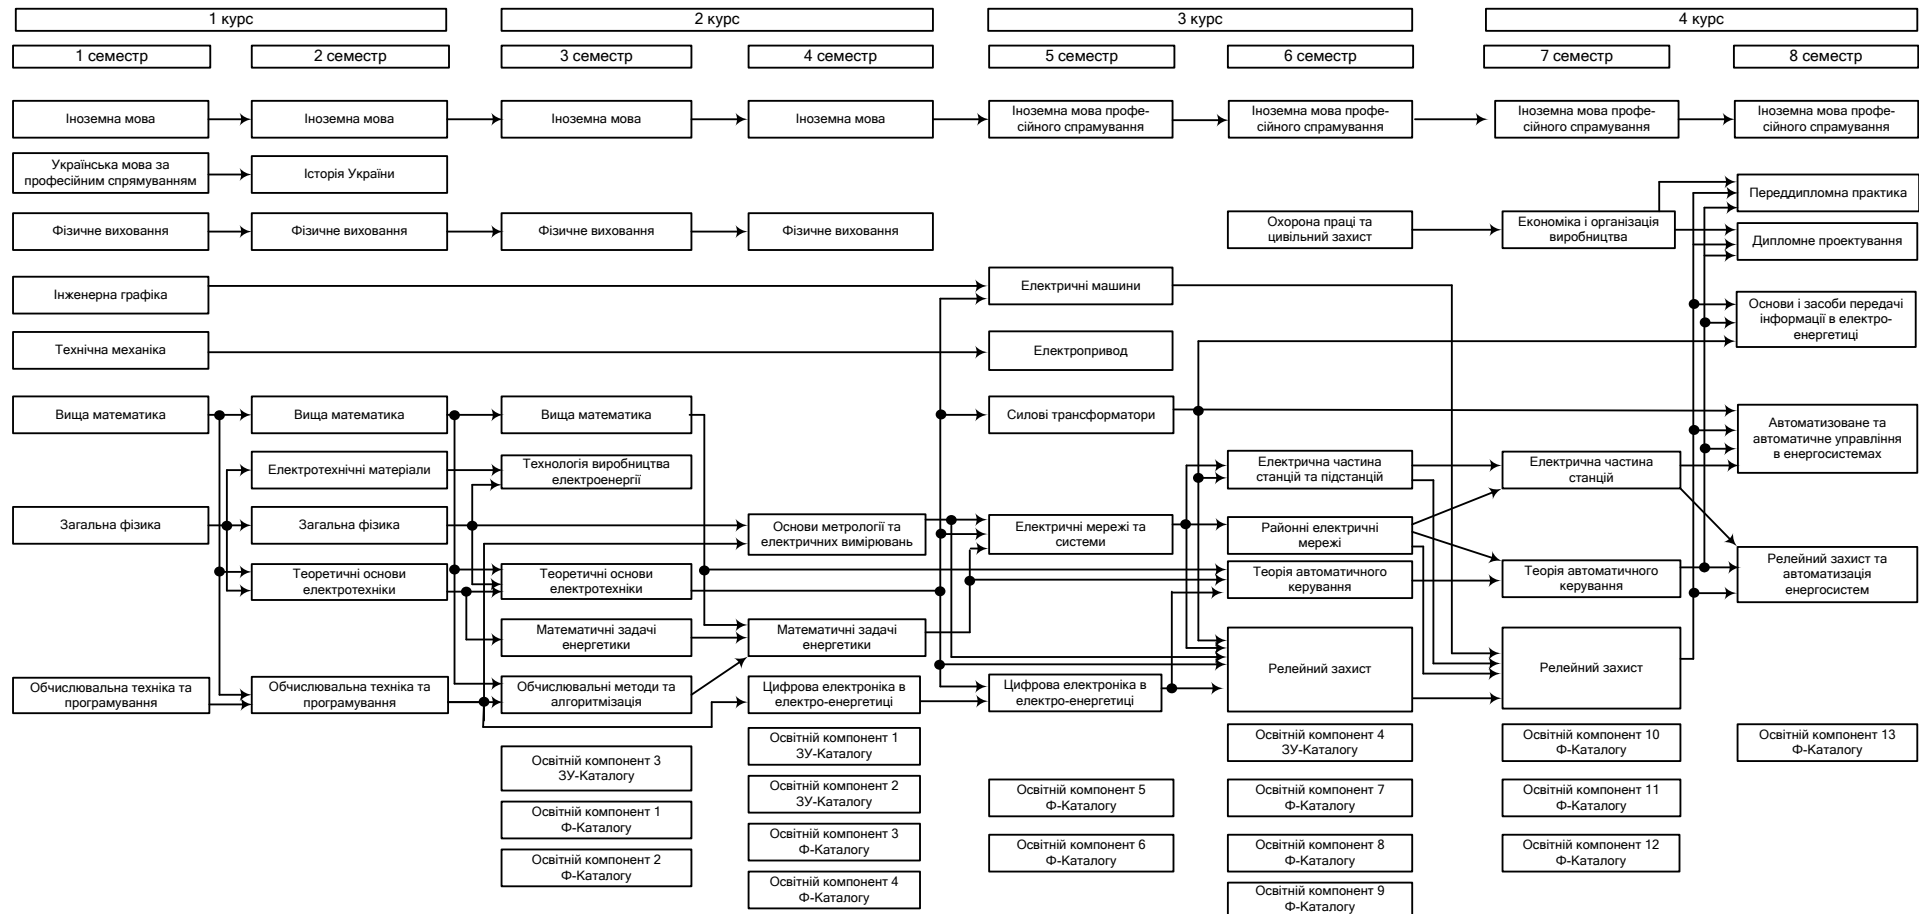 1 курс
2 курс
3 курс
4 курс
1 семестр
2 семестр
3 семестр
4 семестр
5 семестр
6 семестр
7 семестр
8 семестр
Іноземна мова
Іноземна мова
Іноземна мова
Іноземна мова
Іноземна мова профе-
сійного спрамування
Іноземна мова профе-
сійного спрамування
Іноземна мова профе-
сійного спрамування
Іноземна мова профе-
сійного спрамування
Українська мова за
професійним спрямуванням
Історія України
Переддипломна практика
Фізичне виховання
Фізичне виховання
Фізичне виховання
Фізичне виховання
Охорона праці та
цивільний захист
Економіка і організація
виробництва
Дипломне проектування
Інженерна графіка
Електричні машини
Основи і засоби передачі
інформації в електро-
енергетиці
Технічна механіка
Електропривод
Вища математика
Вища математика
Вища математика
Силові трансформатори
Автоматизоване та
автоматичне управління
в енергосистемах
Електротехнічні матеріали
Технологія виробництва
електроенергії
Електрична частина
станцій та підстанцій
Електрична частина
станцій
Загальна фізика
Загальна фізика
Основи метрології та
електричних вимірювань
Електричні мережі та
системи
Районні електричні
мережі
Теоретичні основи
електротехніки
Теоретичні основи
електротехніки
Теорія автоматичного
керування
Теорія автоматичного
керування
Релейний захист та
автоматизація
енергосистем
Математичні задачі
енергетики
Математичні задачі
енергетики
Релейний захист
Релейний захист
Обчислювальна техніка та
програмування
Обчислювальна техніка та
програмування
Обчислювальні методи та
алгоритмізація
Цифрова електроніка в
електро-енергетиці
Цифрова електроніка в
електро-енергетиці
Освітній компонент 3
ЗУ-Каталогу
Освітній компонент 1
ЗУ-Каталогу
Освітній компонент 4
ЗУ-Каталогу
Освітній компонент 10
Ф-Каталогу
Освітній компонент 13
Ф-Каталогу
Освітній компонент 1
Ф-Каталогу
Освітній компонент 2
ЗУ-Каталогу
Освітній компонент 5
Ф-Каталогу
Освітній компонент 7
Ф-Каталогу
Освітній компонент 11
Ф-Каталогу
Освітній компонент 2
Ф-Каталогу
Освітній компонент 3
Ф-Каталогу
Освітній компонент 6
Ф-Каталогу
Освітній компонент 8
Ф-Каталогу
Освітній компонент 12
Ф-Каталогу
Освітній компонент 4
Ф-Каталогу
Освітній компонент 9
Ф-Каталогу